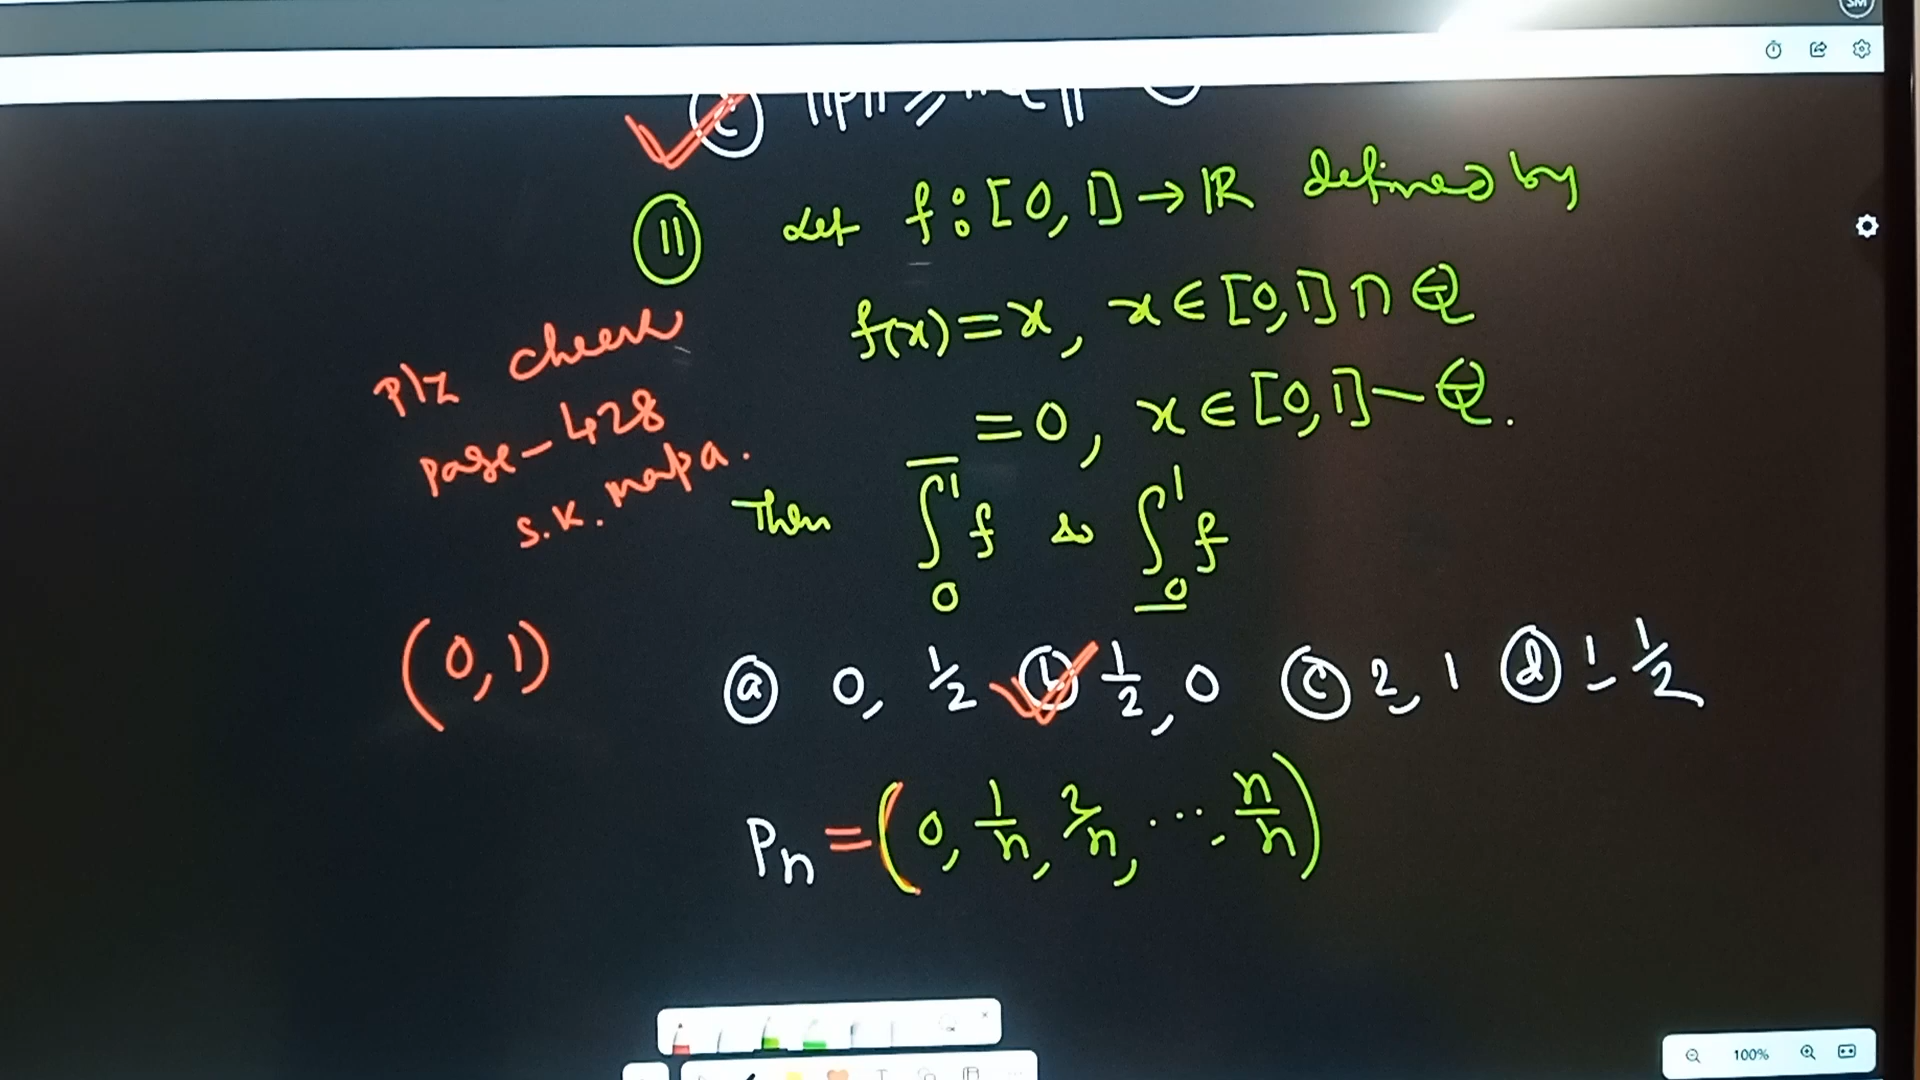 SM
(c) ||P|| ≥ ||Q||
(11) Let f:[0,1]→ℝ defined by
f(x)=x, x∈[0,1]∩Q
=0, x∈[0,1]–Q.
Plz check
page–428
S.K. mapa.
Then ∫̅₀¹ f & ∫̲₀¹ f
(0,1)
(a) 0, 1/2 (b) 1/2, 0 (c) 2, 1 (d) 1, 1/2
Pn=(0, 1/n, 2/n, ..., n/n)
100%